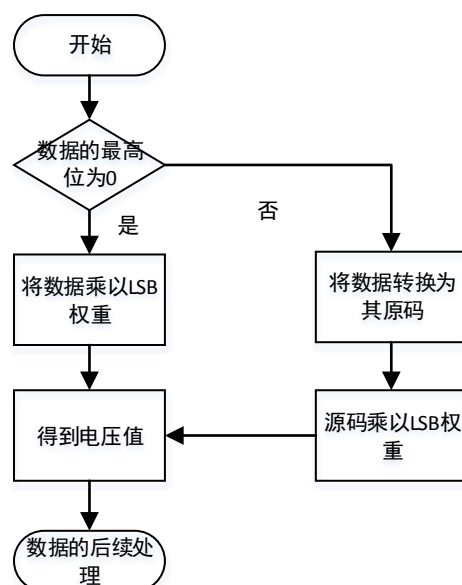 开始
数据的最高
位为0
是
否
将数据乘以LSB
权重
将数据转换为
其原码
得到电压值
源码乘以LSB权
重
数据的后续处
理